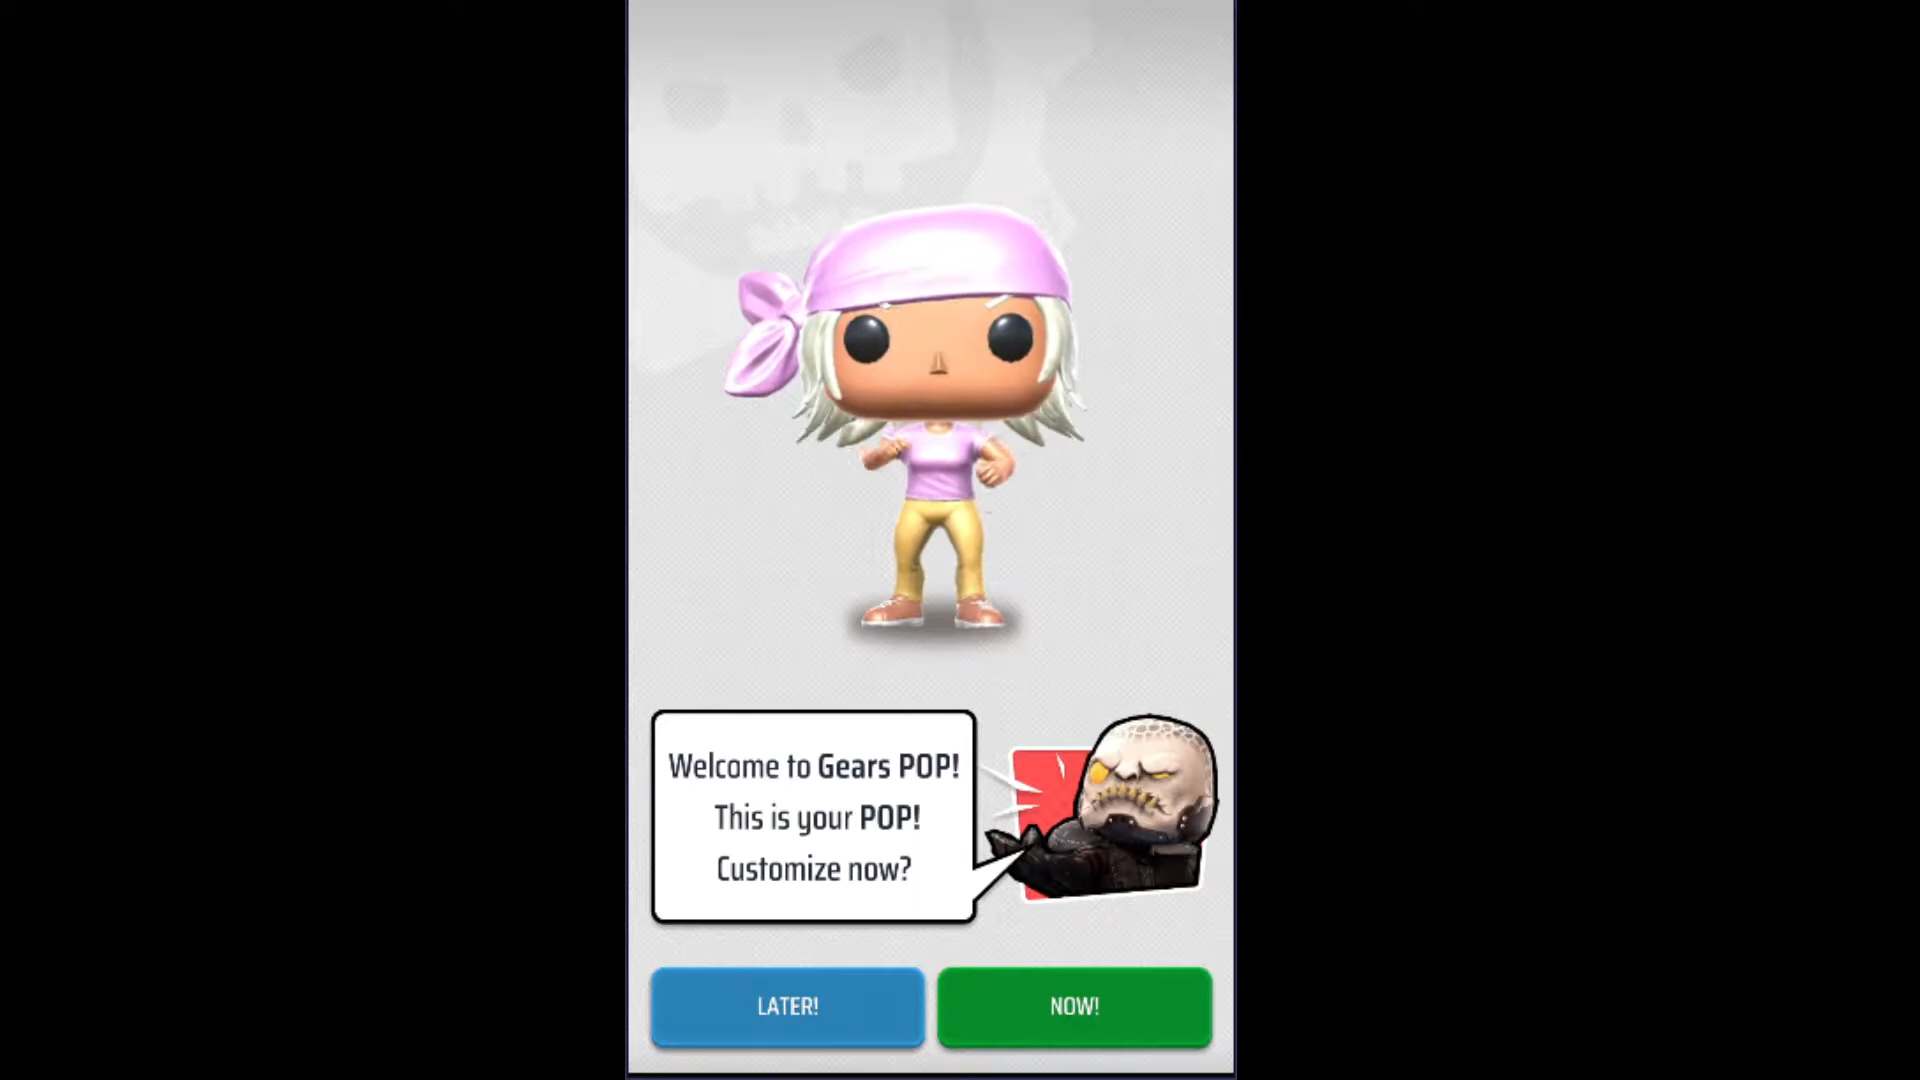 Welcome to Gears POP!
This is your POP!
Customize now?
LATER!
NOW!